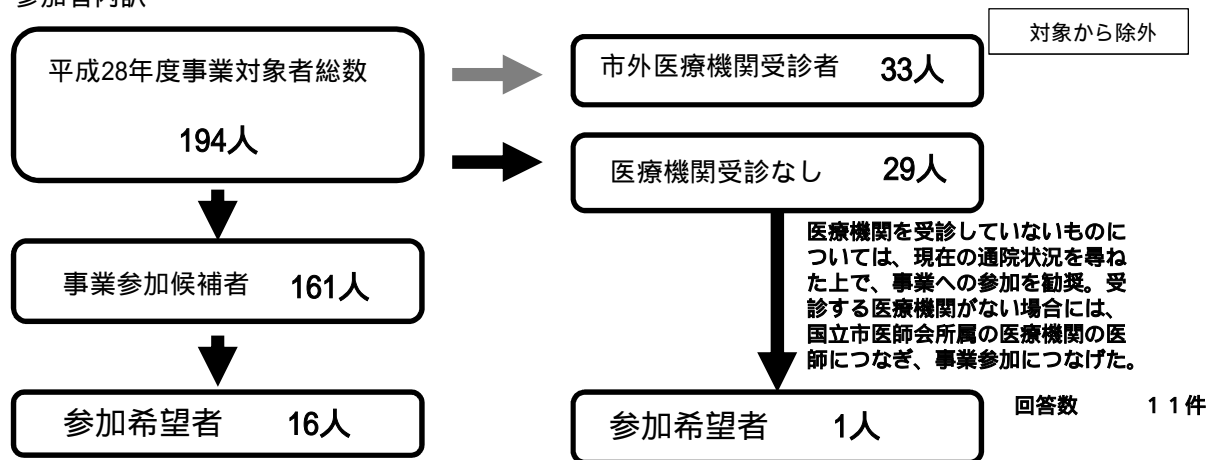 参加者内訳
対象から除外
平成28年度事業対象者総数
194人
市外医療機関受診者 33人
医療機関受診なし 29人
医療機関を受診していないものに
ついては、現在の通院状況を尋ね
た上で、事業への参加を勧奨。受
診する医療機関がない場合には、
国立市医師会所属の医療機関の医
師につなぎ、事業参加につなげた。
事業参加候補者 161人
参加希望者 16人
参加希望者 1人
回答数 11件